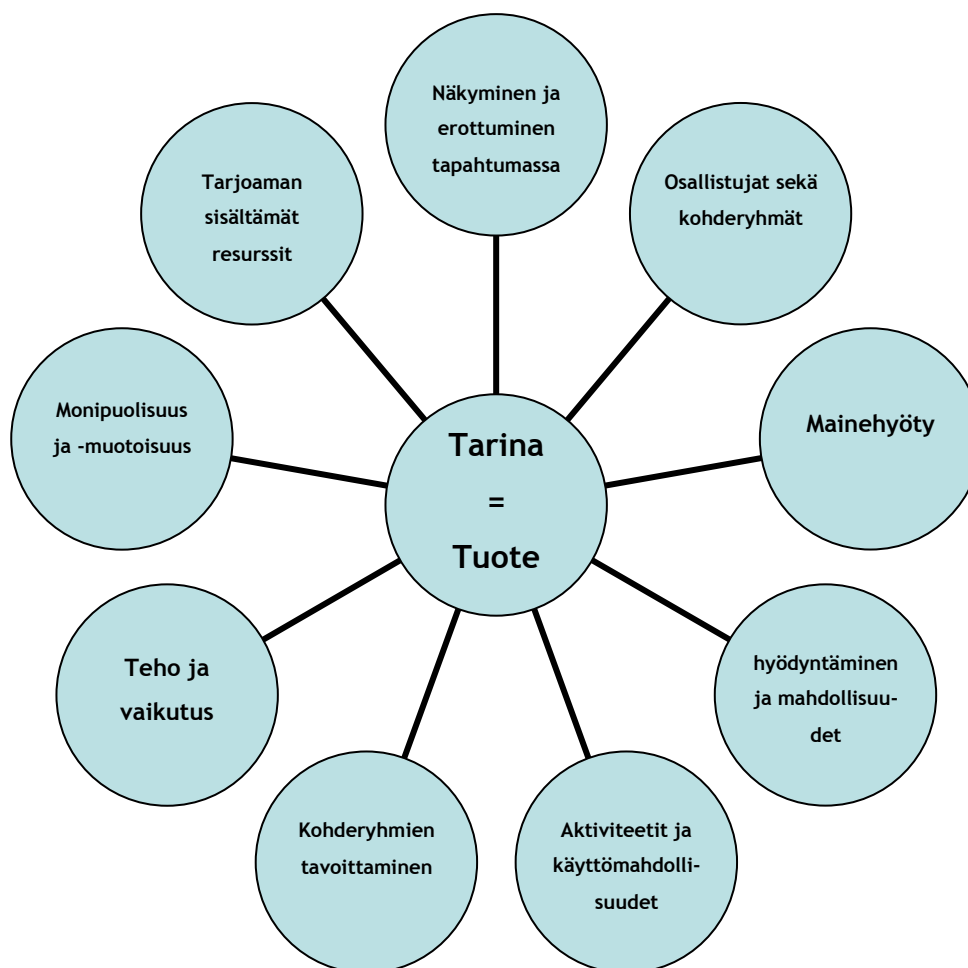 Näkyminen ja
erottuminen
tapahtumassa
Osallistujat sekä
kohderyhmät
Mainehyöty
hyödyntäminen
ja mahdollisuu-
det
Aktiviteetit ja
käyttömahdolli-
suudet
Kohderyhmien
tavoittaminen
Teho ja
vaikutus
Monipuolisuus
ja -muotoisuus
Tarjoaman
sisältämät
resurssit
Tarina
=
Tuote